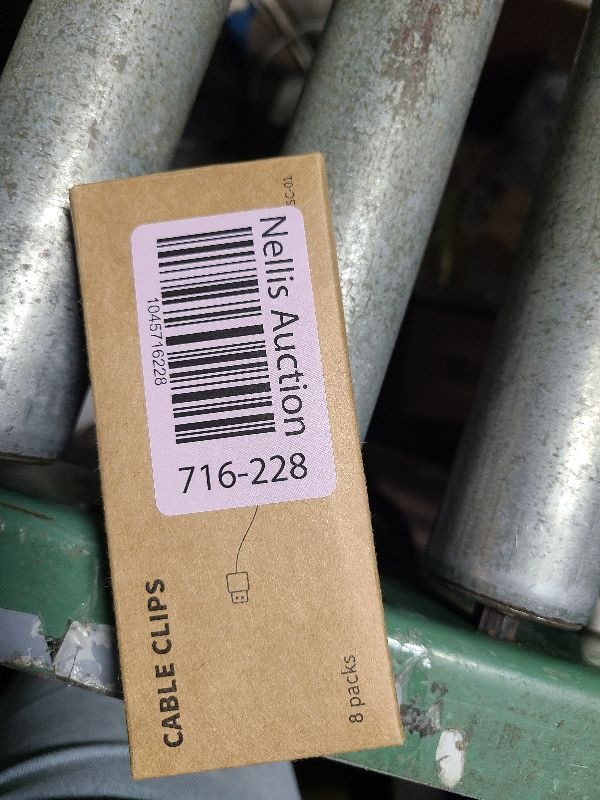 SC-01
Nellis Auction
1045716228
716-228
CABLE CLIPS
8 packs